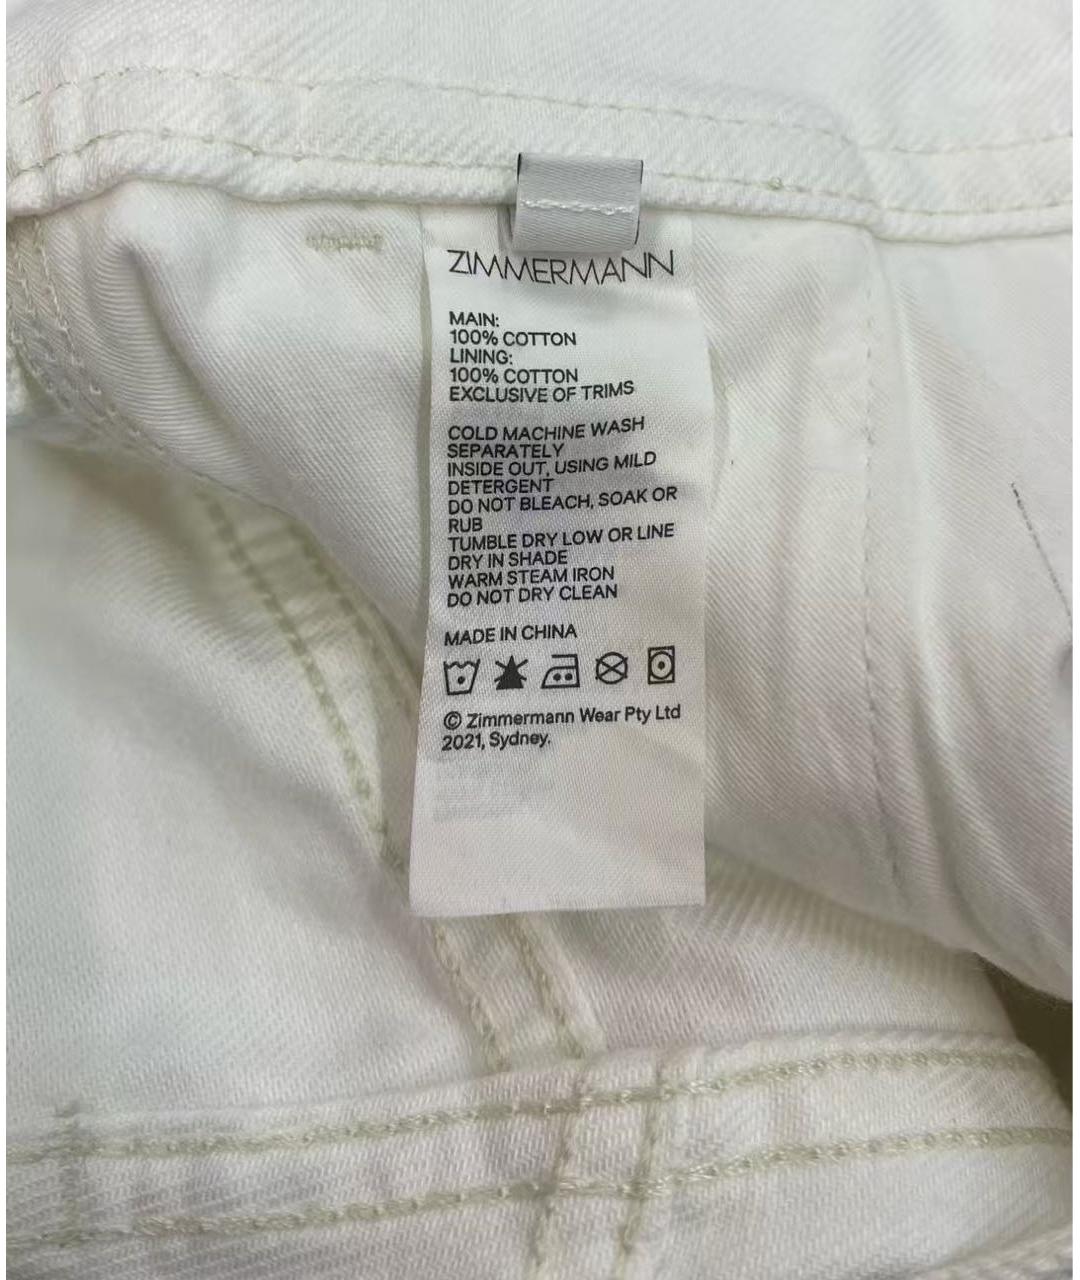 ZIMMERMANN
MAIN:
100% COTTON
LINING:
100% COTTON
EXCLUSIVE OF TRIMS
COLD MACHINE WASH
SEPARATELY
INSIDE OUT, USING MILD
DETERGENT
DO NOT BLEACH, SOAK OR
RUB
TUMBLE DRY LOW OR LINE
DRY IN SHADE
WARM STEAM IRON
DO NOT DRY CLEAN
MADE IN CHINA
© Zimmermann Wear Pty Ltd
2021, Sydney.